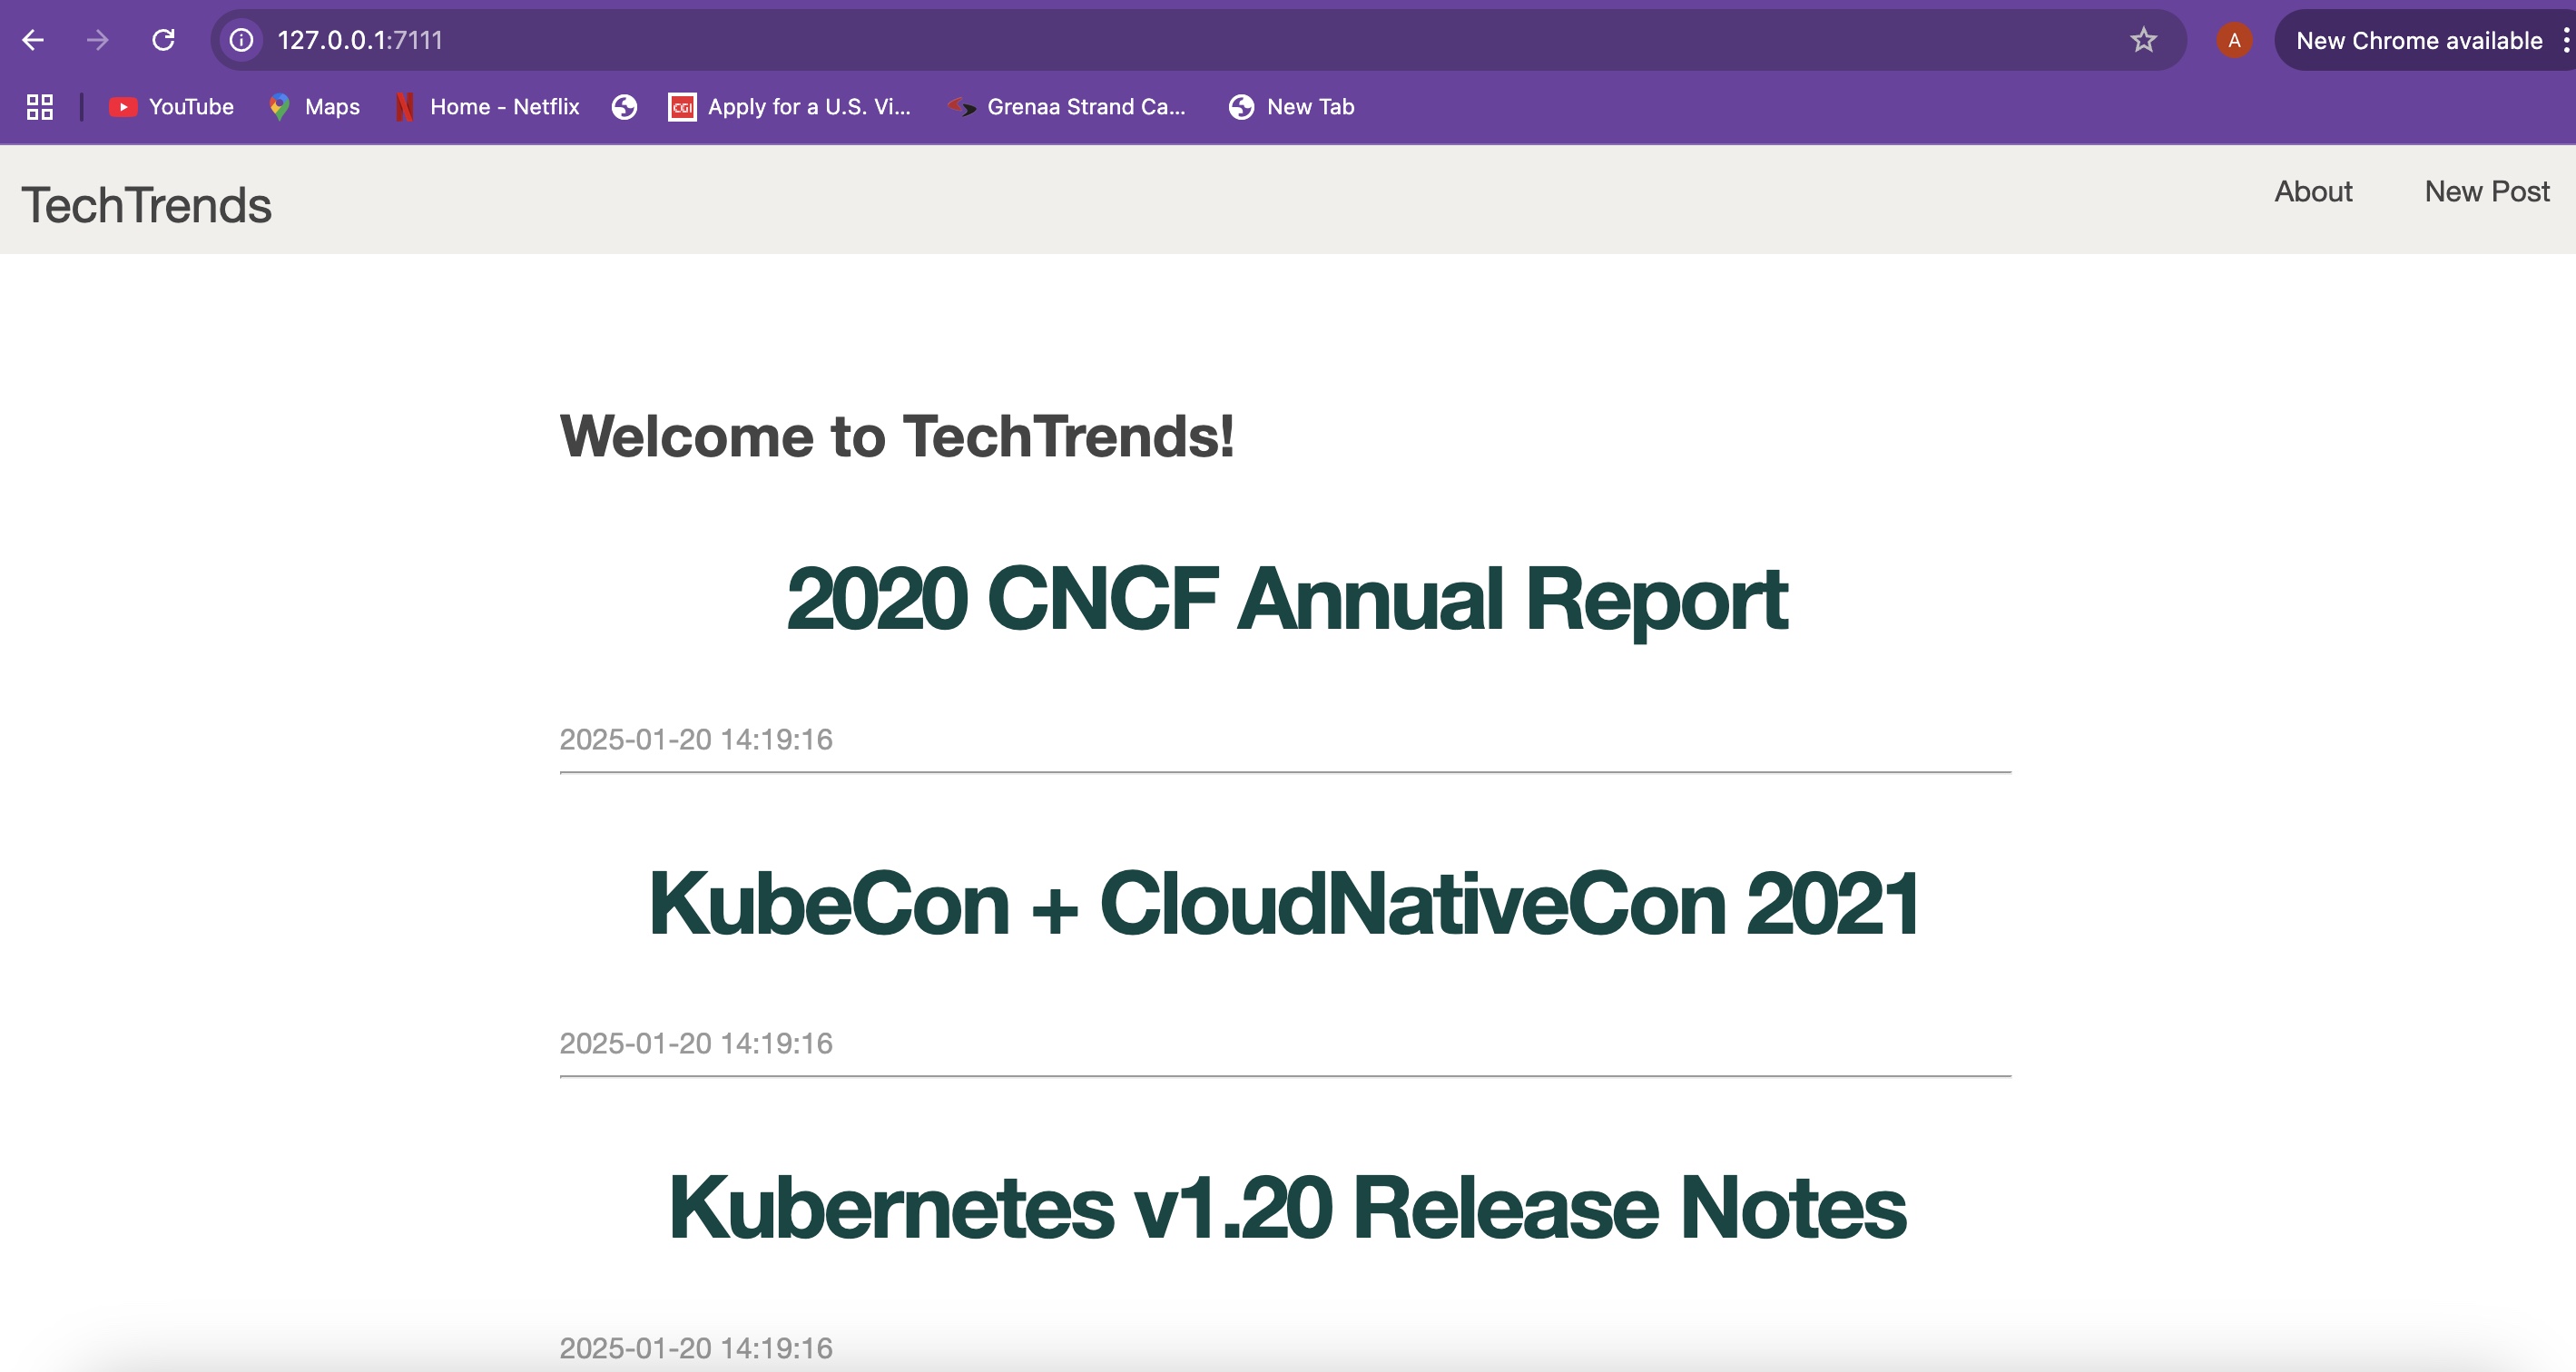 127.0.0.1:7111
A
New Chrome available
YouTube
Maps
Home - Netflix
CGI
Apply for a U.S. Vi...
Grenaa Strand Ca...
New Tab
TechTrends
About
New Post
Welcome to TechTrends!
2020 CNCF Annual Report
2025-01-20 14:19:16
KubeCon + CloudNativeCon 2021
2025-01-20 14:19:16
Kubernetes v1.20 Release Notes
2025-01-20 14:19:16